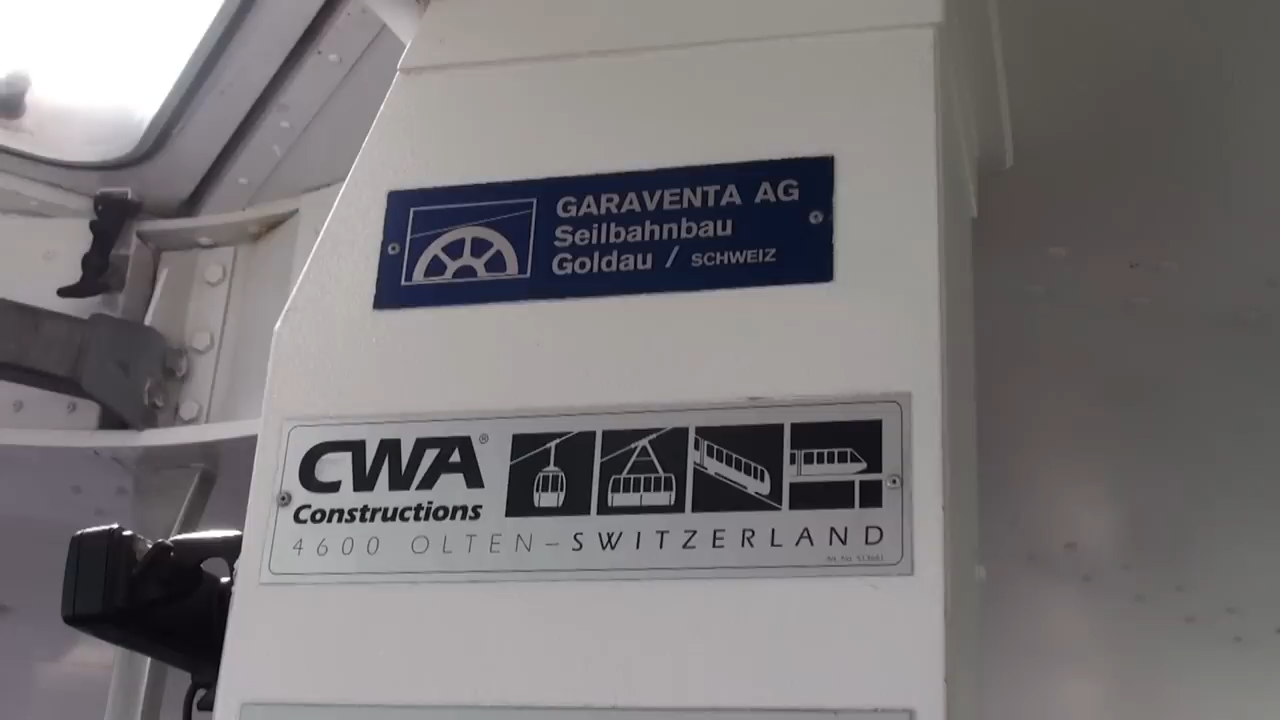 GARAVENTA AG
Seilbahnbau
Goldau / SCHWEIZ
CWA®
Constructions
4600 OLTEN–SWITZERLAND